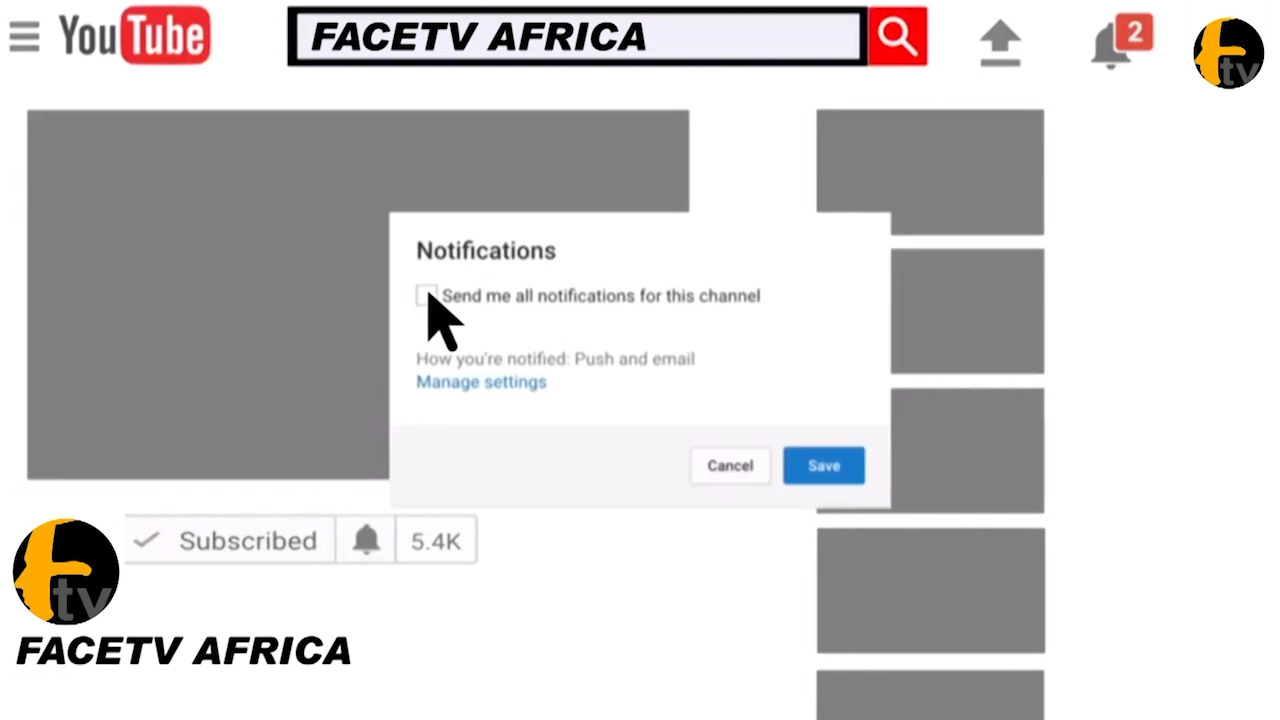 YouTube
FACETV AFRICA
2
tv
Notifications
Send me all notifications for this channel
How you're notified: Push and email
Manage settings
Cancel
Save
Subscribed
5.4K
tv
FACETV AFRICA